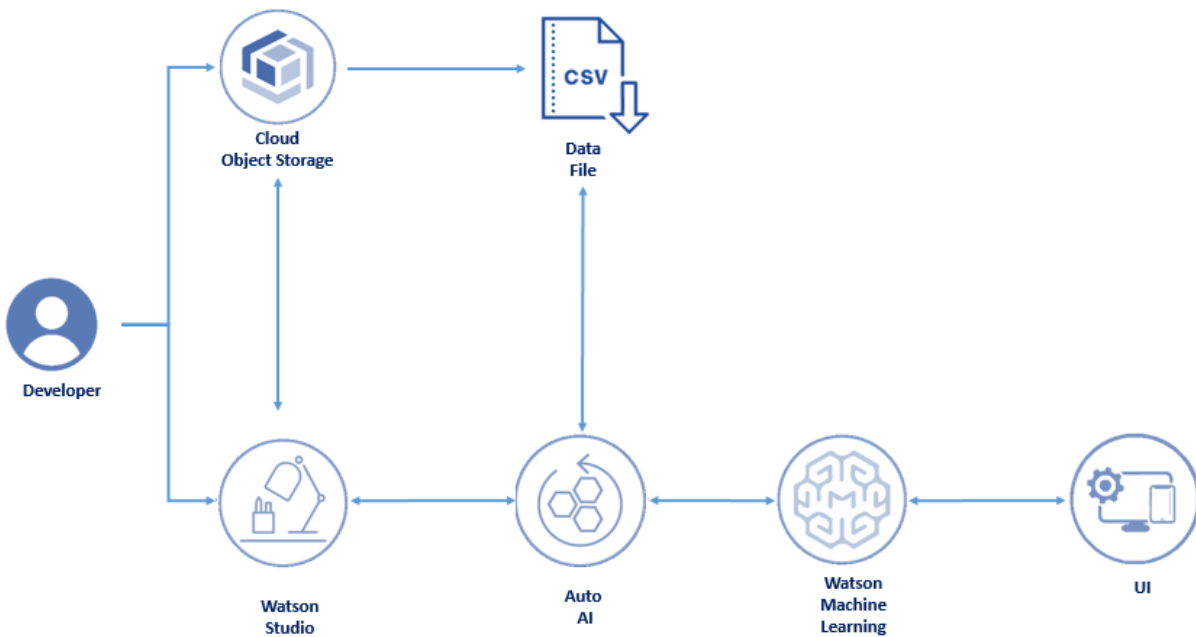 CSV
Cloud
Object Storage
Data
File
Developer
Watson
Studio
Auto
AI
Watson
Machine
Learning
UI